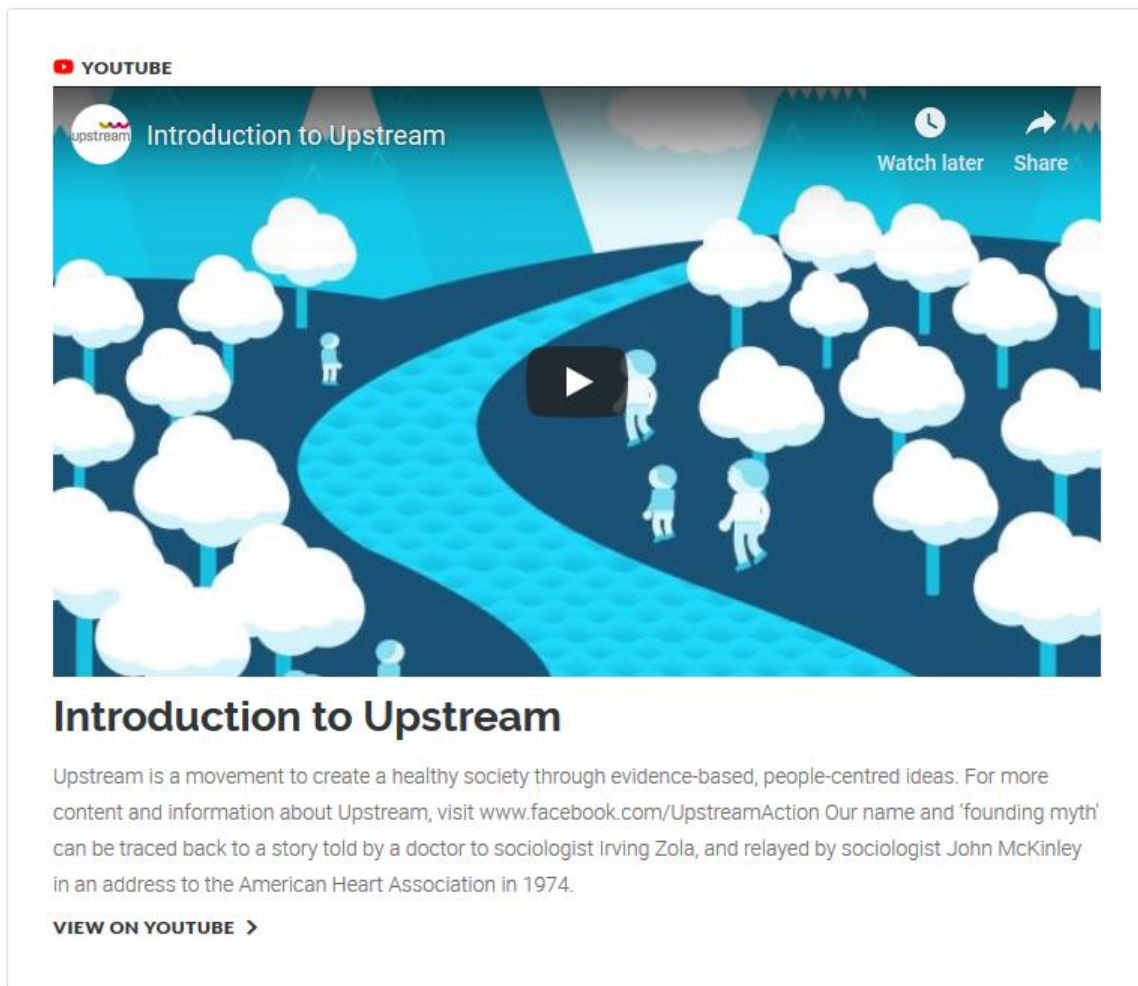 YOUTUBE
upstream
Introduction to Upstream
Watch later
Share
Introduction to Upstream
Upstream is a movement to create a healthy society through evidence-based, people-centred ideas. For more
content and information about Upstream, visit www.facebook.com/UpstreamAction Our name and 'founding myth'
can be traced back to a story told by a doctor to sociologist Irving Zola, and relayed by sociologist John McKinley
in an address to the American Heart Association in 1974.
VIEW ON YOUTUBE